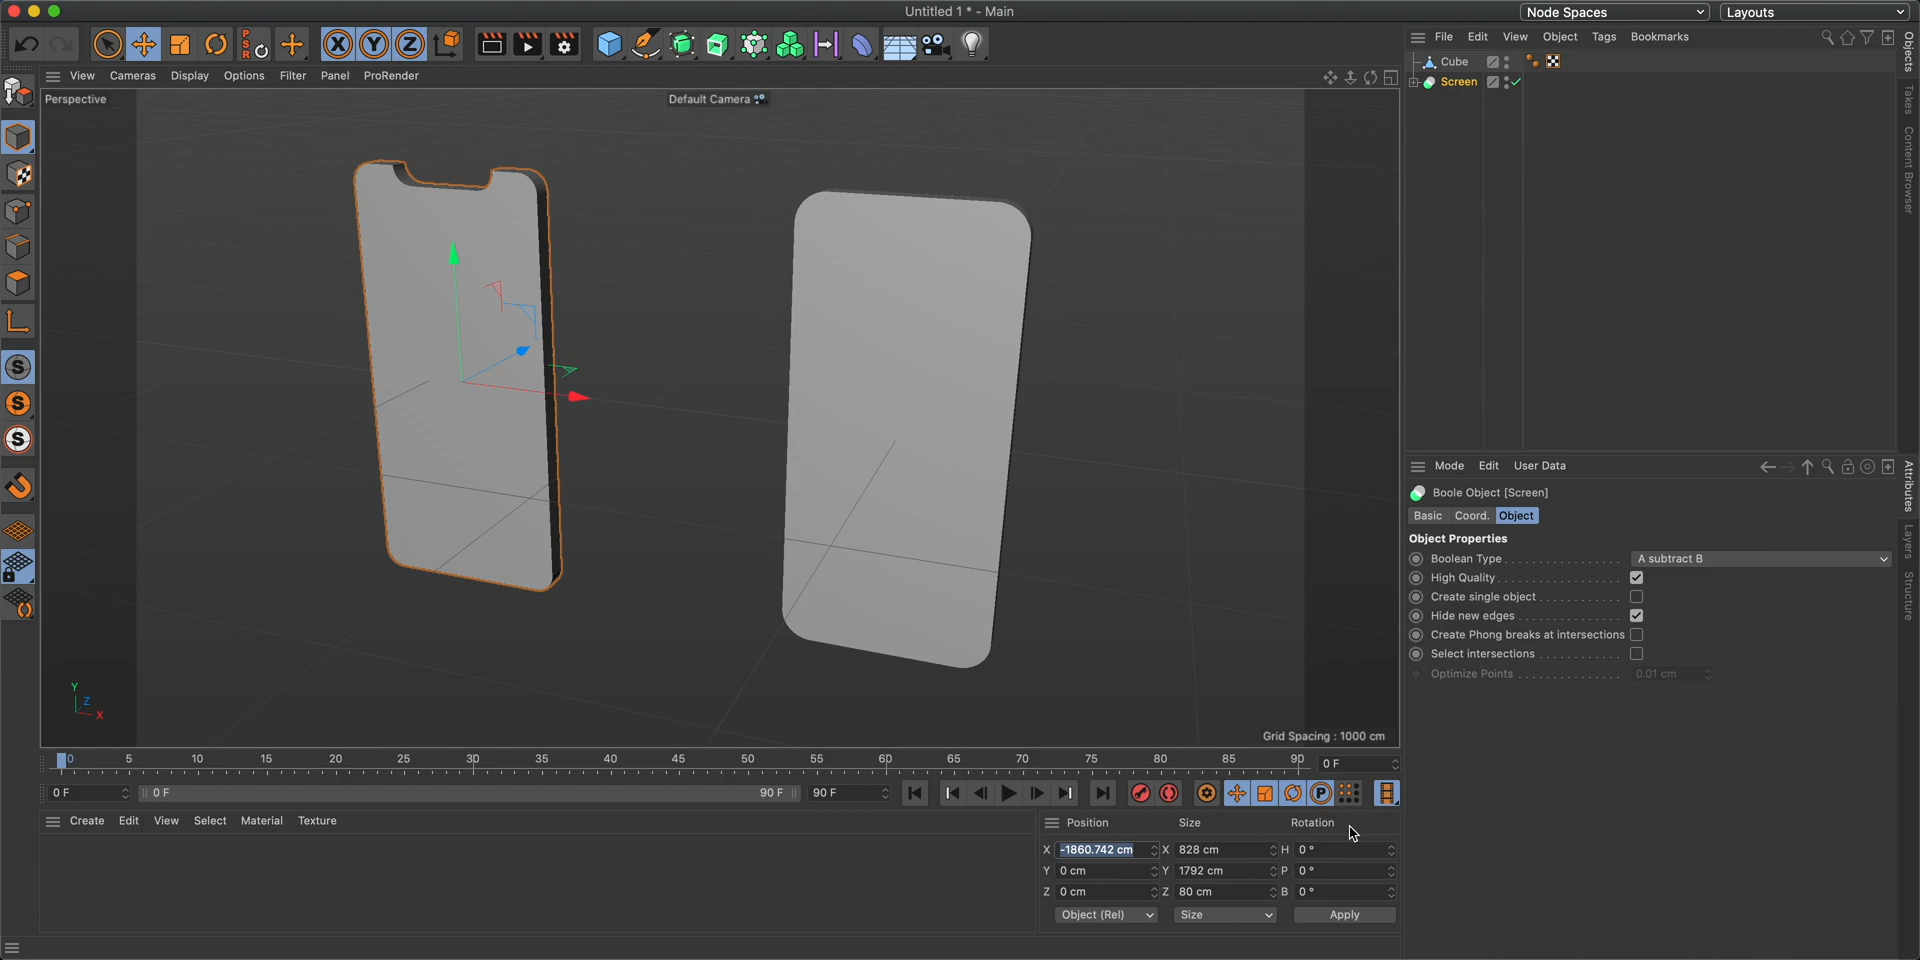 Untitled 1 * - Main
Node Spaces
Layouts
PSR
X Y Z
View Cameras Display Options Filter Panel ProRender
Perspective
Default Camera
S
S
S
Y
Z
X
Grid Spacing : 1000 cm
0 5 10 15 20 25 30 35 40 45 50 55 60 65 70 75 80 85 90
0 F
0 F
0 F
90 F
90 F
P
Create Edit View Select Material Texture
Position Size Rotation
X -1860.742 cm X 828 cm H 0 °
Y 0 cm Y 1792 cm P 0 °
Z 0 cm Z 80 cm B 0 °
Object (Rel) Size Apply
File Edit View Object Tags Bookmarks
Cube
Screen
Objects
Takes
Content Browser
Mode Edit User Data
Boole Object [Screen]
Basic Coord. Object
Object Properties
Boolean Type . . . . . . . . . . . . . . . . . A subtract B
High Quality . . . . . . . . . . . . . . . . . .
Create single object . . . . . . . . . . . .
Hide new edges . . . . . . . . . . . . . . .
Create Phong breaks at intersections
Select intersections . . . . . . . . . . . .
Optimize Points . . . . . . . . . . . . . . . 0.01 cm
Attributes
Layers
Structure